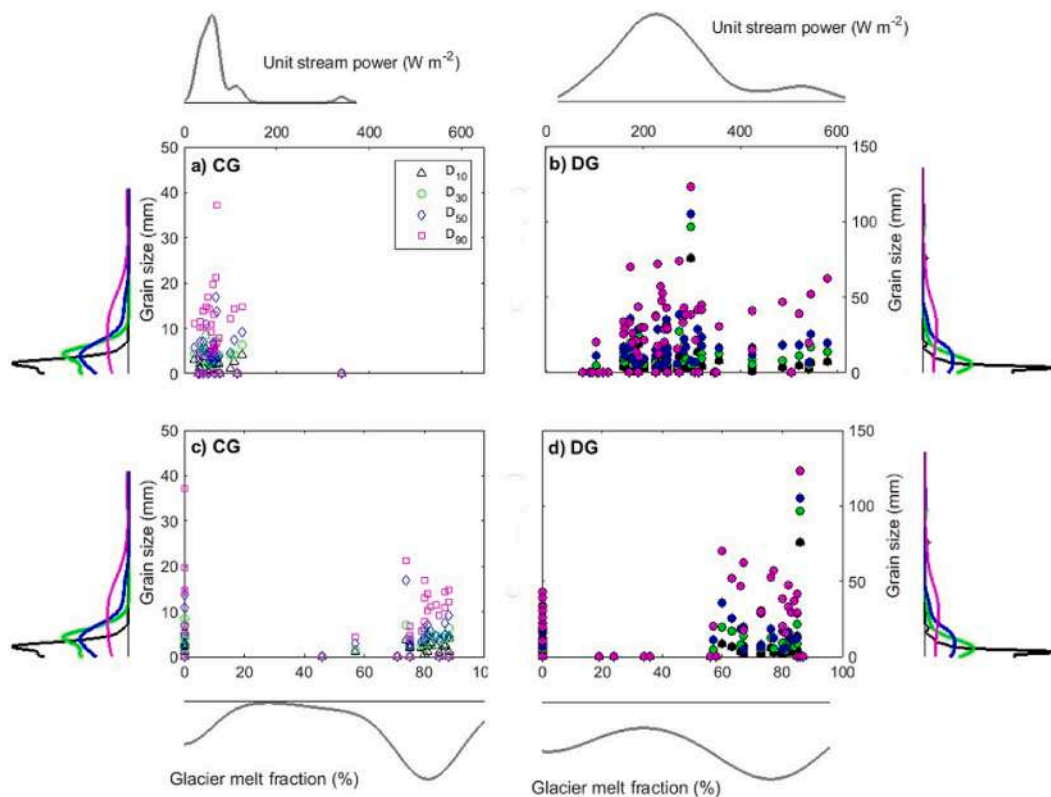 Unit stream power (W m⁻²)
Unit stream power (W m⁻²)
0 200 400 600
0 200 400 600
50
40
30
20
10
0
Grain size (mm)
a) CG
D₁₀
D₃₀
D₅₀
D₉₀
b) DG
150
100
50
0
Grain size (mm)
50
40
30
20
10
0
Grain size (mm)
c) CG
0 20 40 60 80 10
d) DG
150
100
50
0
Grain size (mm)
0 20 40 60 80 100
Glacier melt fraction (%)
Glacier melt fraction (%)